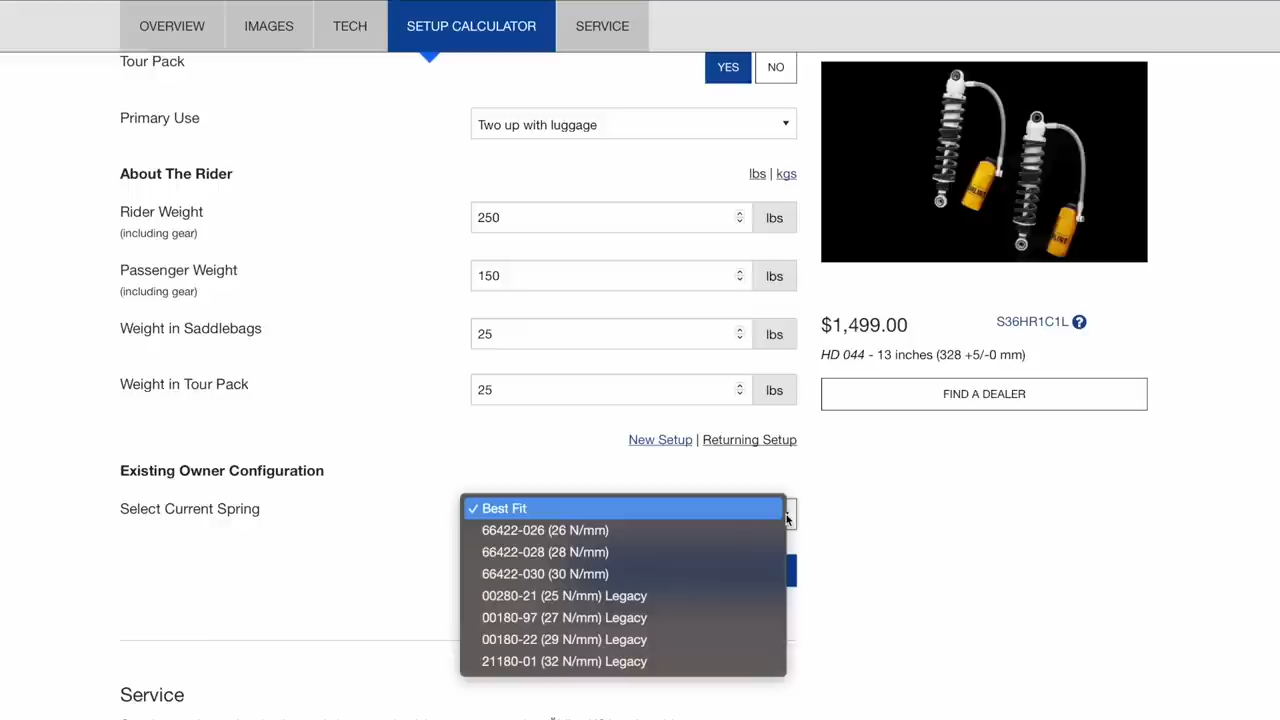 OVERVIEW
IMAGES
TECH
SETUP CALCULATOR
SERVICE
Tour Pack
YES
NO
Primary Use
Two up with luggage
About The Rider
lbs | kgs
Rider Weight
(including gear)
250
lbs
Passenger Weight
(including gear)
150
lbs
Weight in Saddlebags
25
lbs
Weight in Tour Pack
25
lbs
New Setup | Returning Setup
Existing Owner Configuration
Select Current Spring
✓ Best Fit
66422-026 (26 N/mm)
66422-028 (28 N/mm)
66422-030 (30 N/mm)
00280-21 (25 N/mm) Legacy
00180-97 (27 N/mm) Legacy
00180-22 (29 N/mm) Legacy
21180-01 (32 N/mm) Legacy
$1,499.00
S36HR1C1L ?
HD 044 - 13 inches (328 +5/-0 mm)
FIND A DEALER
Service